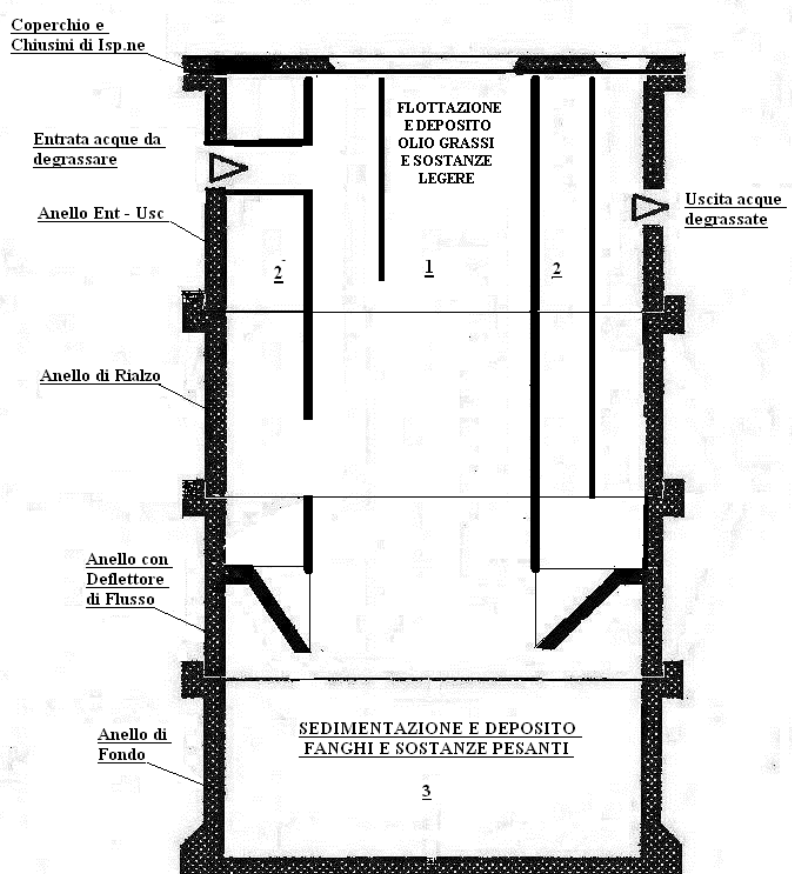 Coperchio e
Chiusini di Isp.ne
FLOTTAZIONE
E DEPOSITO
OLIO GRASSI
E SOSTANZE
LEGERE
Entrata acque da
degrassare
Uscita acque
degrassate
Anello Ent - Usc
2
1
2
Anello di Rialzo
Anello con
Deflettore
di Flusso
Anello di
Fondo
SEDIMENTAZIONE E DEPOSITO
FANGHI E SOSTANZE PESANTI
3